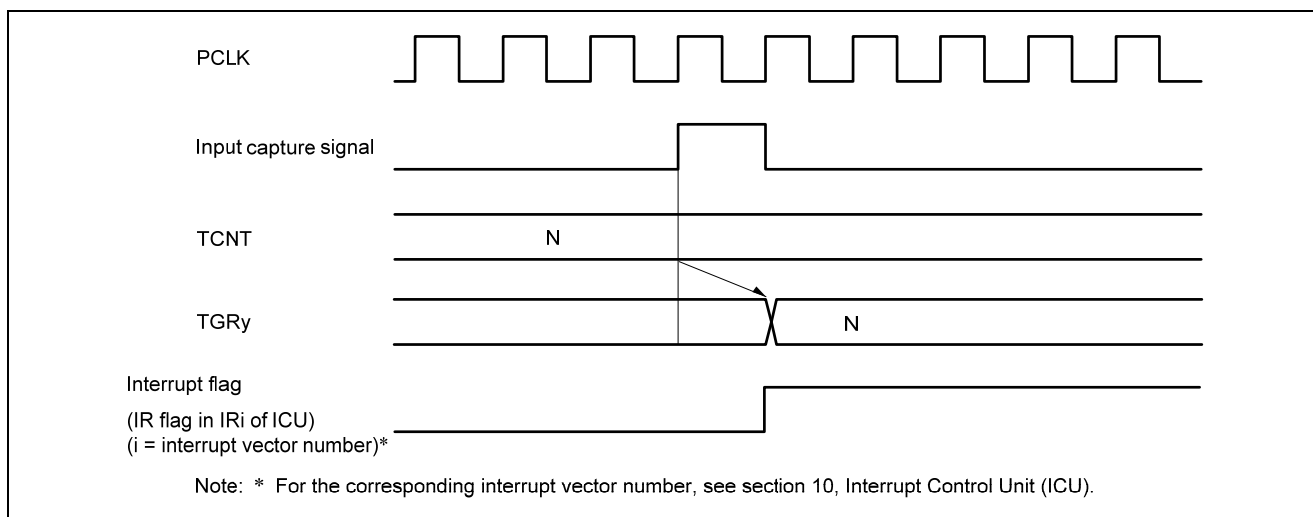 PCLK
Input capture signal
TCNT
N
TGRy
N
Interrupt flag
(IR flag in IRi of ICU)
(i = interrupt vector number)*
Note: * For the corresponding interrupt vector number, see section 10, Interrupt Control Unit (ICU).